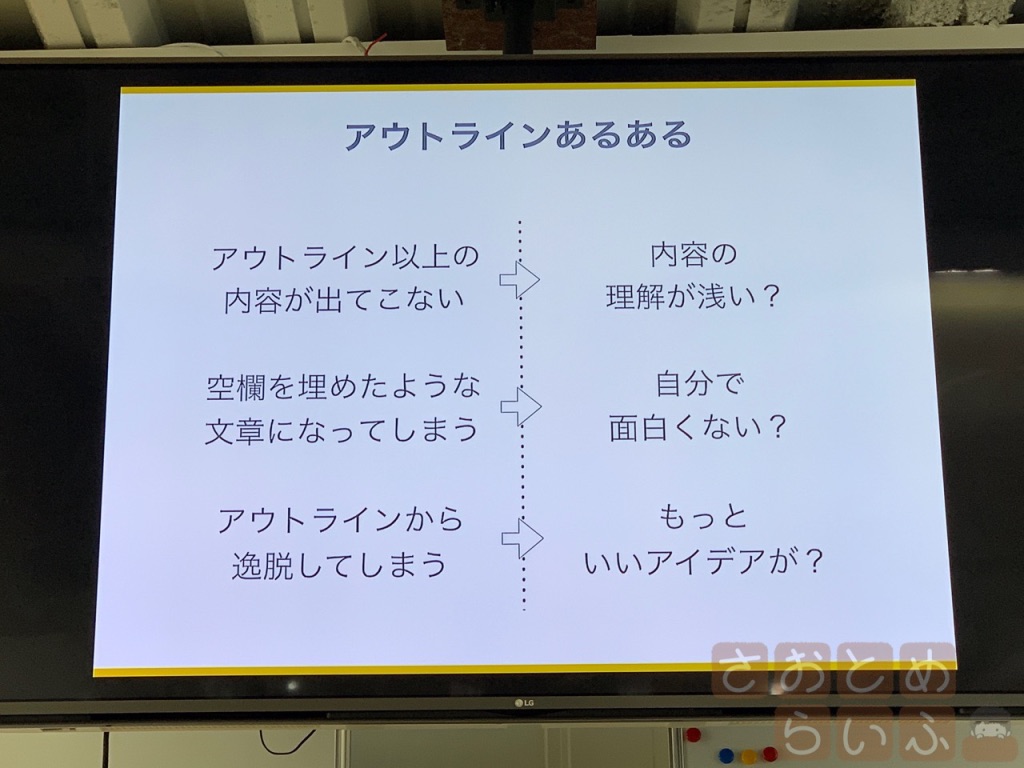 アウトラインあるある
アウトライン以上の
内容が出てこない
内容の
理解が浅い？
空欄を埋めたような
文章になってしまう
自分で
面白くない？
アウトラインから
逸脱してしまう
もっと
いいアイデアが？
LG
さおとめ
らいふ